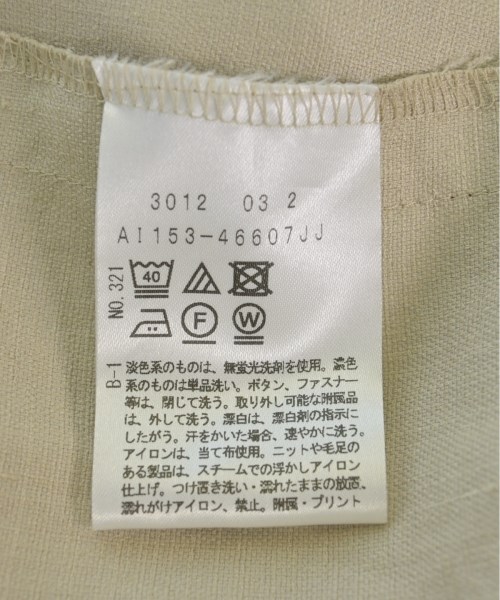 3012 03 2
AI153-46607JJ
NO.321
40
F
W
B-1
淡色系のものは、無蛍光洗剤を使用。濃色
系のものは単品洗い。ボタン、ファスナー
等は、閉じて洗う。取り外し可能な附属品
は、外して洗う。漂白は、漂白剤の指示に
したがう。汗をかいた場合、速やかに洗う。
アイロンは、当て布使用。ニットや毛足の
ある製品は、スチームでの浮かしアイロン
仕上げ。つけ置き洗い・濡れたままの放置、
濡れがけアイロン、禁止。附属・プリント